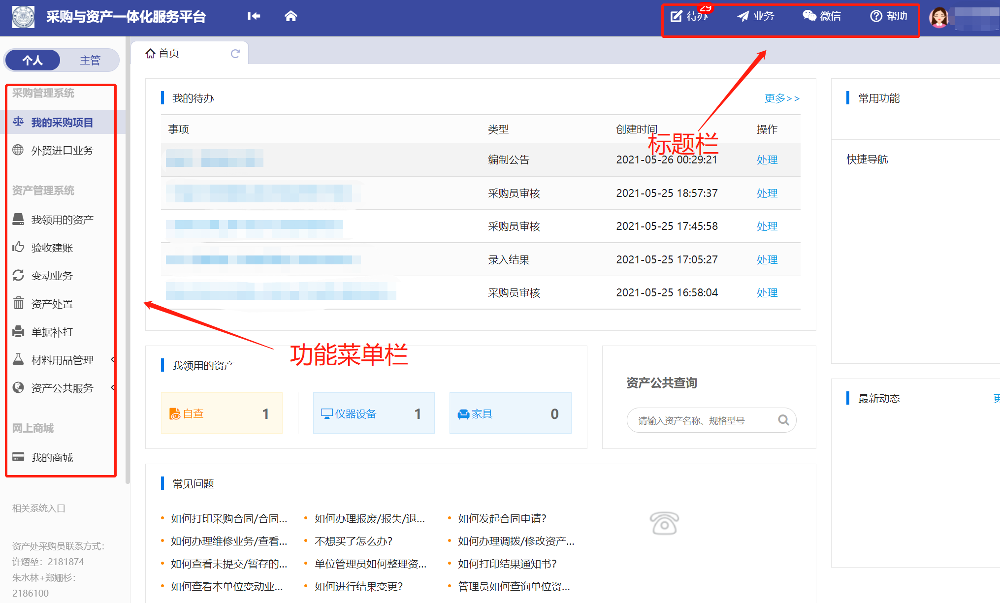 采购与资产一体化服务平台
待办
29
业务
微信
帮助
个人
主管
首页
采购管理系统
我的采购项目
外贸进口业务
资产管理系统
我领用的资产
验收建账
变动业务
资产处置
单据补打
材料用品管理
资产公共服务
网上商城
我的商城
相关系统入口
资产处采购员联系方式:
许熠堃: 2181874
朱水林+郑姗杉:
2186100
我的待办
更多>>
事项
类型
创建时间
操作
标题栏
编制公告
2021-05-26 00:29:21
处理
采购员审核
2021-05-25 18:57:37
处理
采购员审核
2021-05-25 17:45:58
处理
录入结果
2021-05-25 17:05:27
处理
采购员审核
2021-05-25 16:58:04
处理
功能菜单栏
我领用的资产
自查
1
仪器设备
1
家具
0
资产公共查询
请输入资产名称、规格型号
常见问题
如何打印采购合同/合同...
如何办理报废/报失/退...
如何发起合同申请?
如何办理维修业务/查看...
不想买了怎么办?
如何办理调拨/修改资产...
如何查看未提交/暂存的...
单位管理员如何整理资...
如何打印结果通知书?
如何查看本单位变动业...
如何进行结果变更?
管理员如何查询单位资...
常用功能
快捷导航
最新动态
更